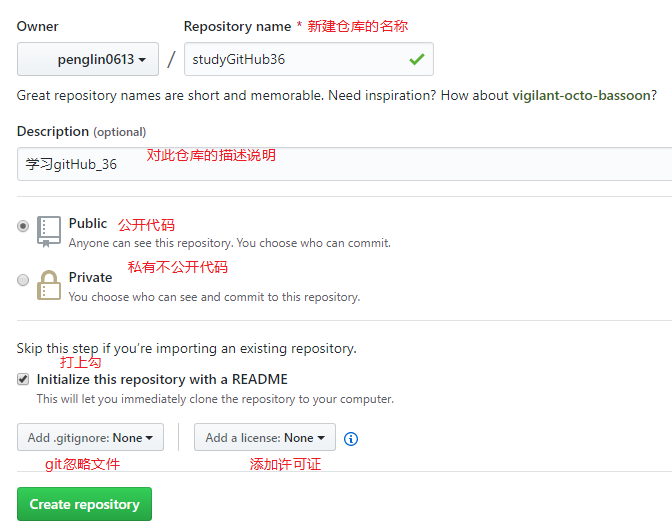 Owner Repository name * 新建仓库的名称
penglin0613 / studyGitHub36
Great repository names are short and memorable. Need inspiration? How about vigilant-octo-bassoon?
Description (optional)
学习gitHub_36 对此仓库的描述说明
Public 公开代码
Anyone can see this repository. You choose who can commit.
私有不公开代码
Private
You choose who can see and commit to this repository.
Skip this step if you're importing an existing repository.
打上勾
Initialize this repository with a README
This will let you immediately clone the repository to your computer.
Add .gitignore: None Add a license: None
git忽略文件 添加许可证
Create repository